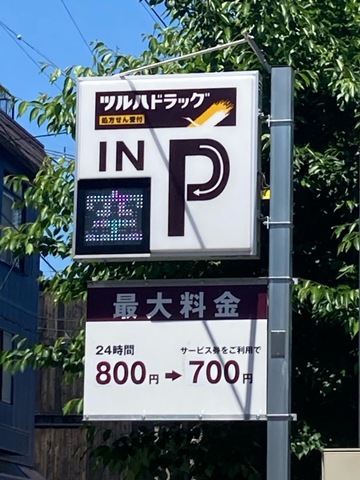 ツルハドラッグ
処方せん受付
IN P
最大料金
24時間 サービス券をご利用で
800円➡700円